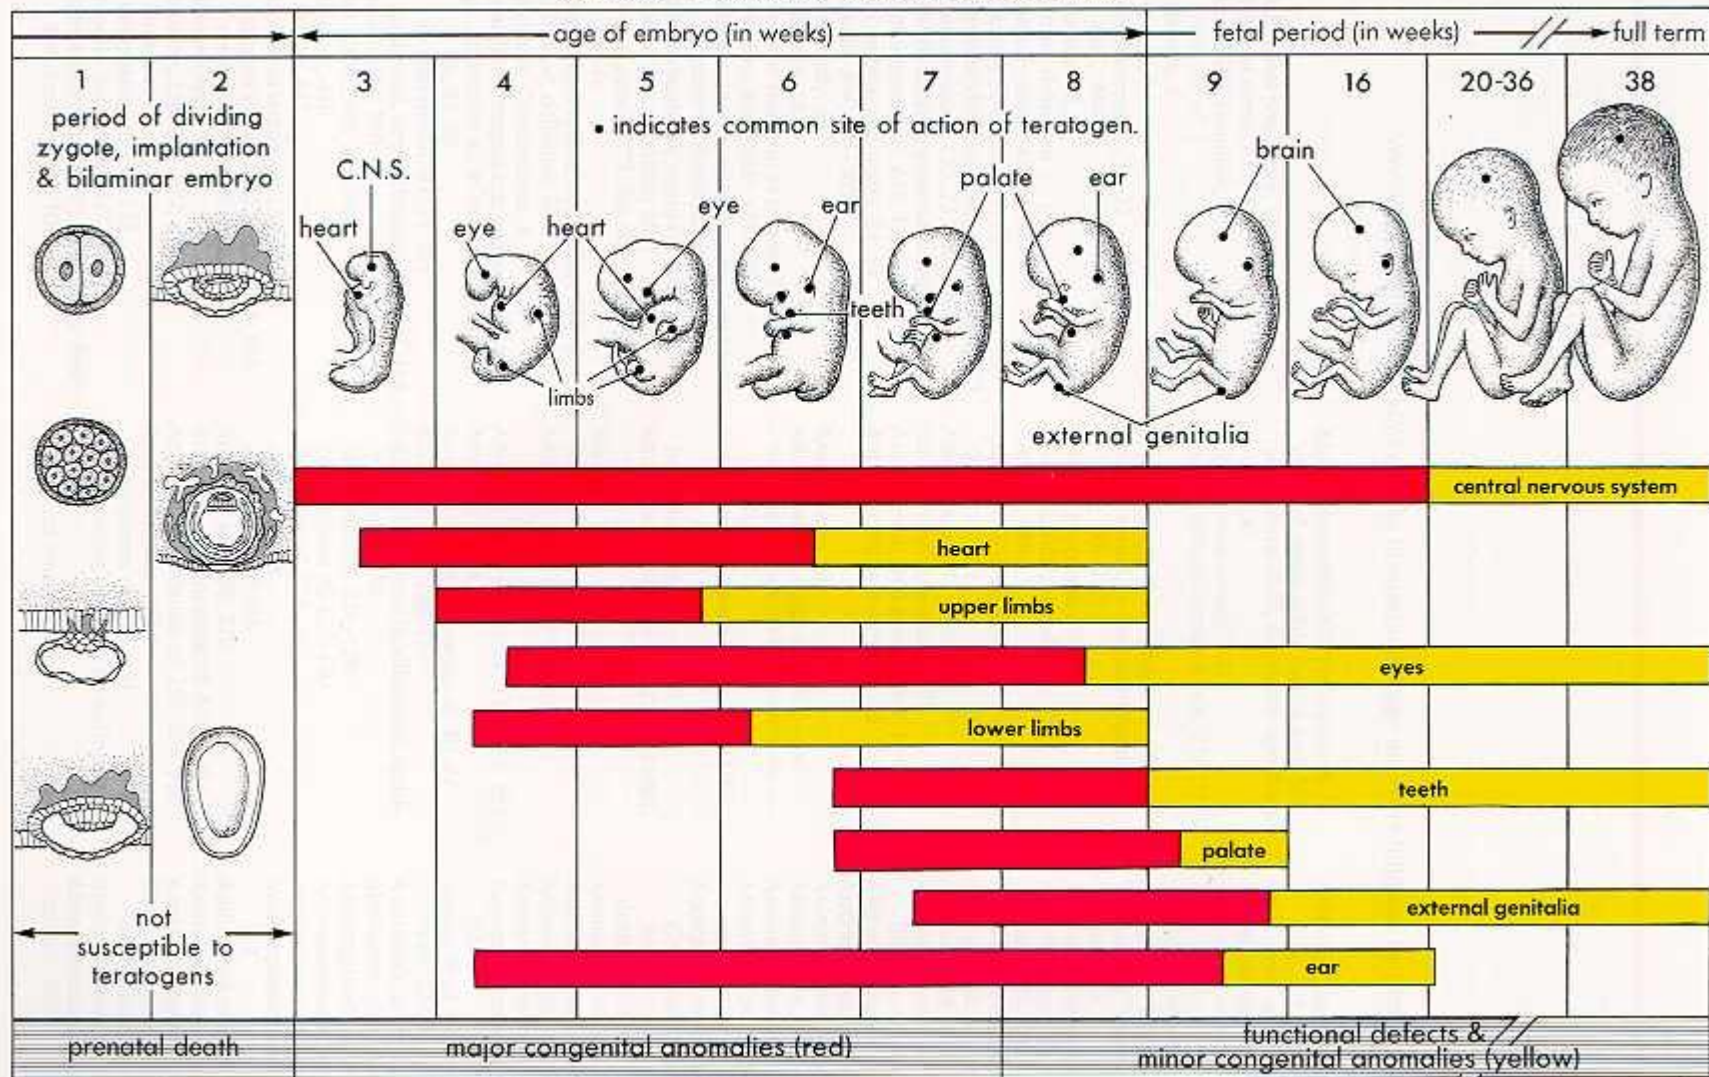 age of embryo (in weeks)
fetal period (in weeks)
full term
1
2
3
4
5
6
7
8
9
16
20-36
38
period of dividing
zygote, implantation
& bilaminar embryo
• indicates common site of action of teratogen.
C.N.S.
heart
eye
heart
limbs
eye
ear
teeth
palate
ear
external genitalia
brain
central nervous system
heart
upper limbs
eyes
lower limbs
teeth
palate
external genitalia
ear
not
susceptible to
teratogens
prenatal death
major congenital anomalies (red)
functional defects &
minor congenital anomalies (yellow)